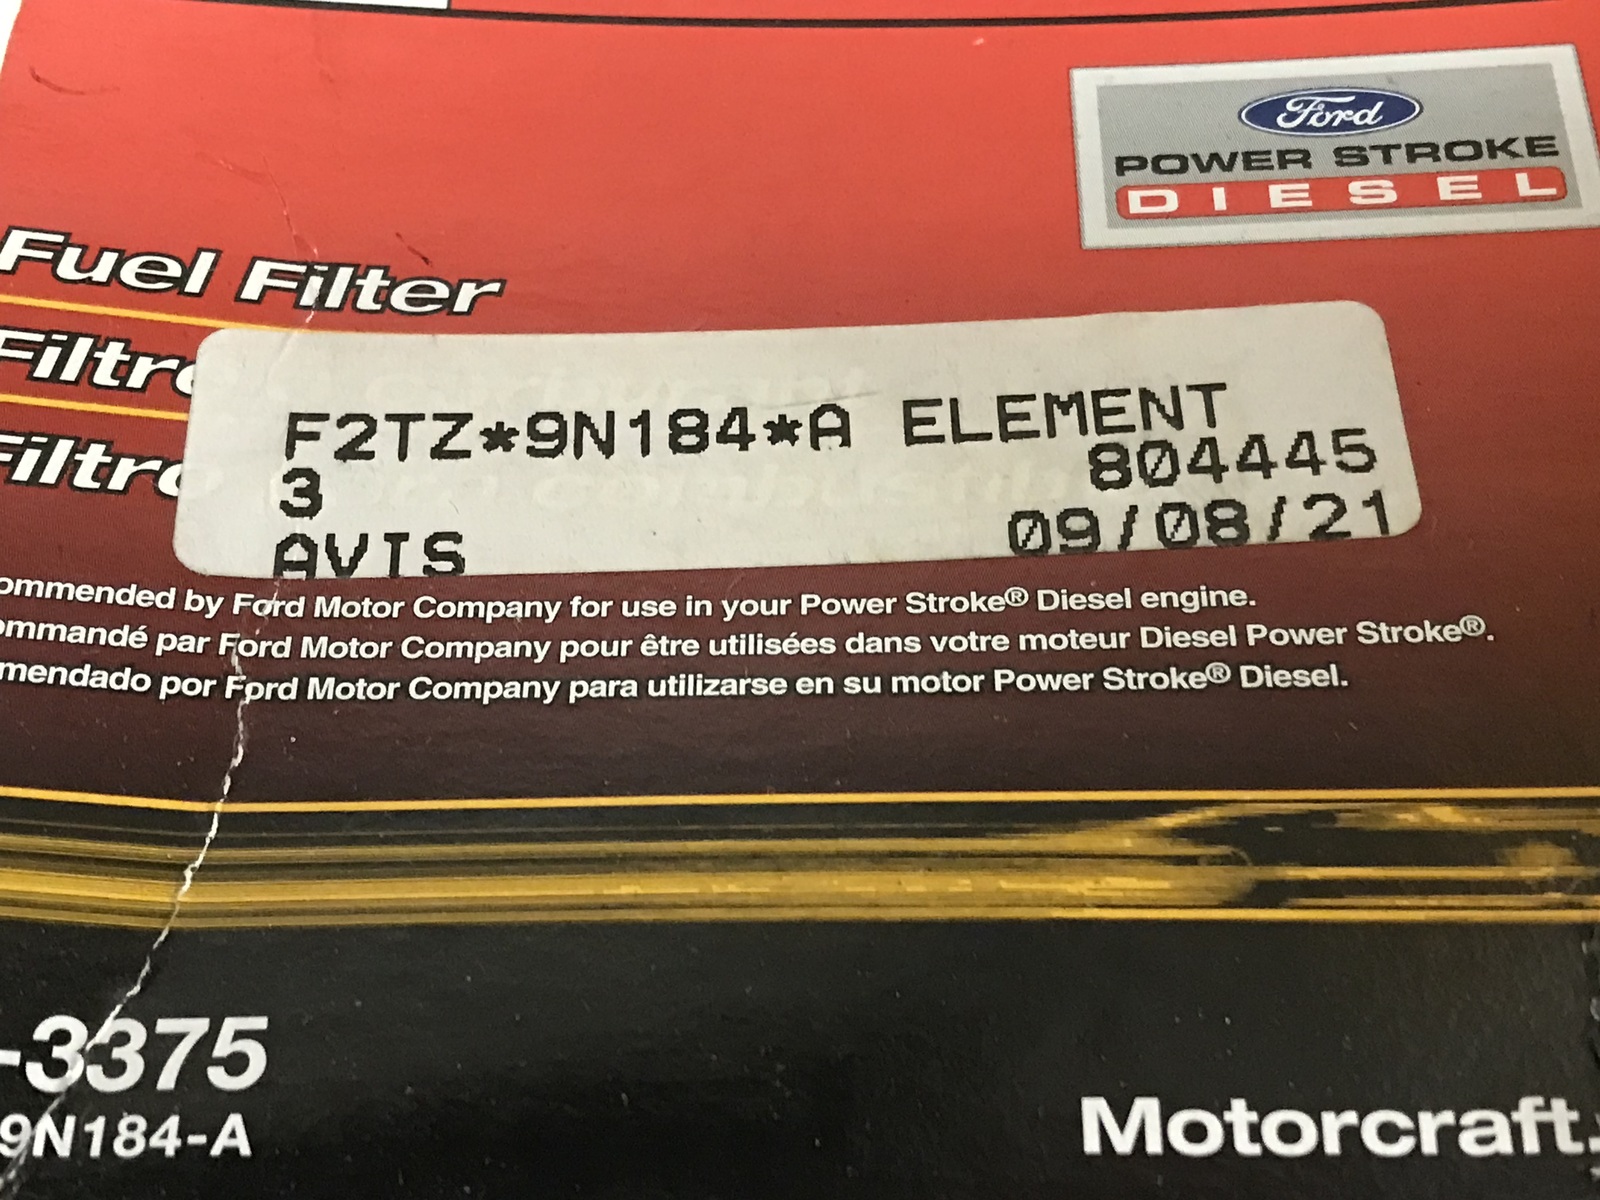 Ford
POWER STROKE
DIESEL
Fuel Filter
Filtr
Filtr
F2TZ*9N184*A ELEMENT
3 804445
AVIS 09/08/21
ommended by Ford Motor Company for use in your Power Stroke® Diesel engine.
ommandé par Ford Motor Company pour être utilisées dans votre moteur Diesel Power Stroke®.
mendado por Ford Motor Company para utilizarse en su motor Power Stroke® Diesel.
-3375
9N184-A
Motorcraft.